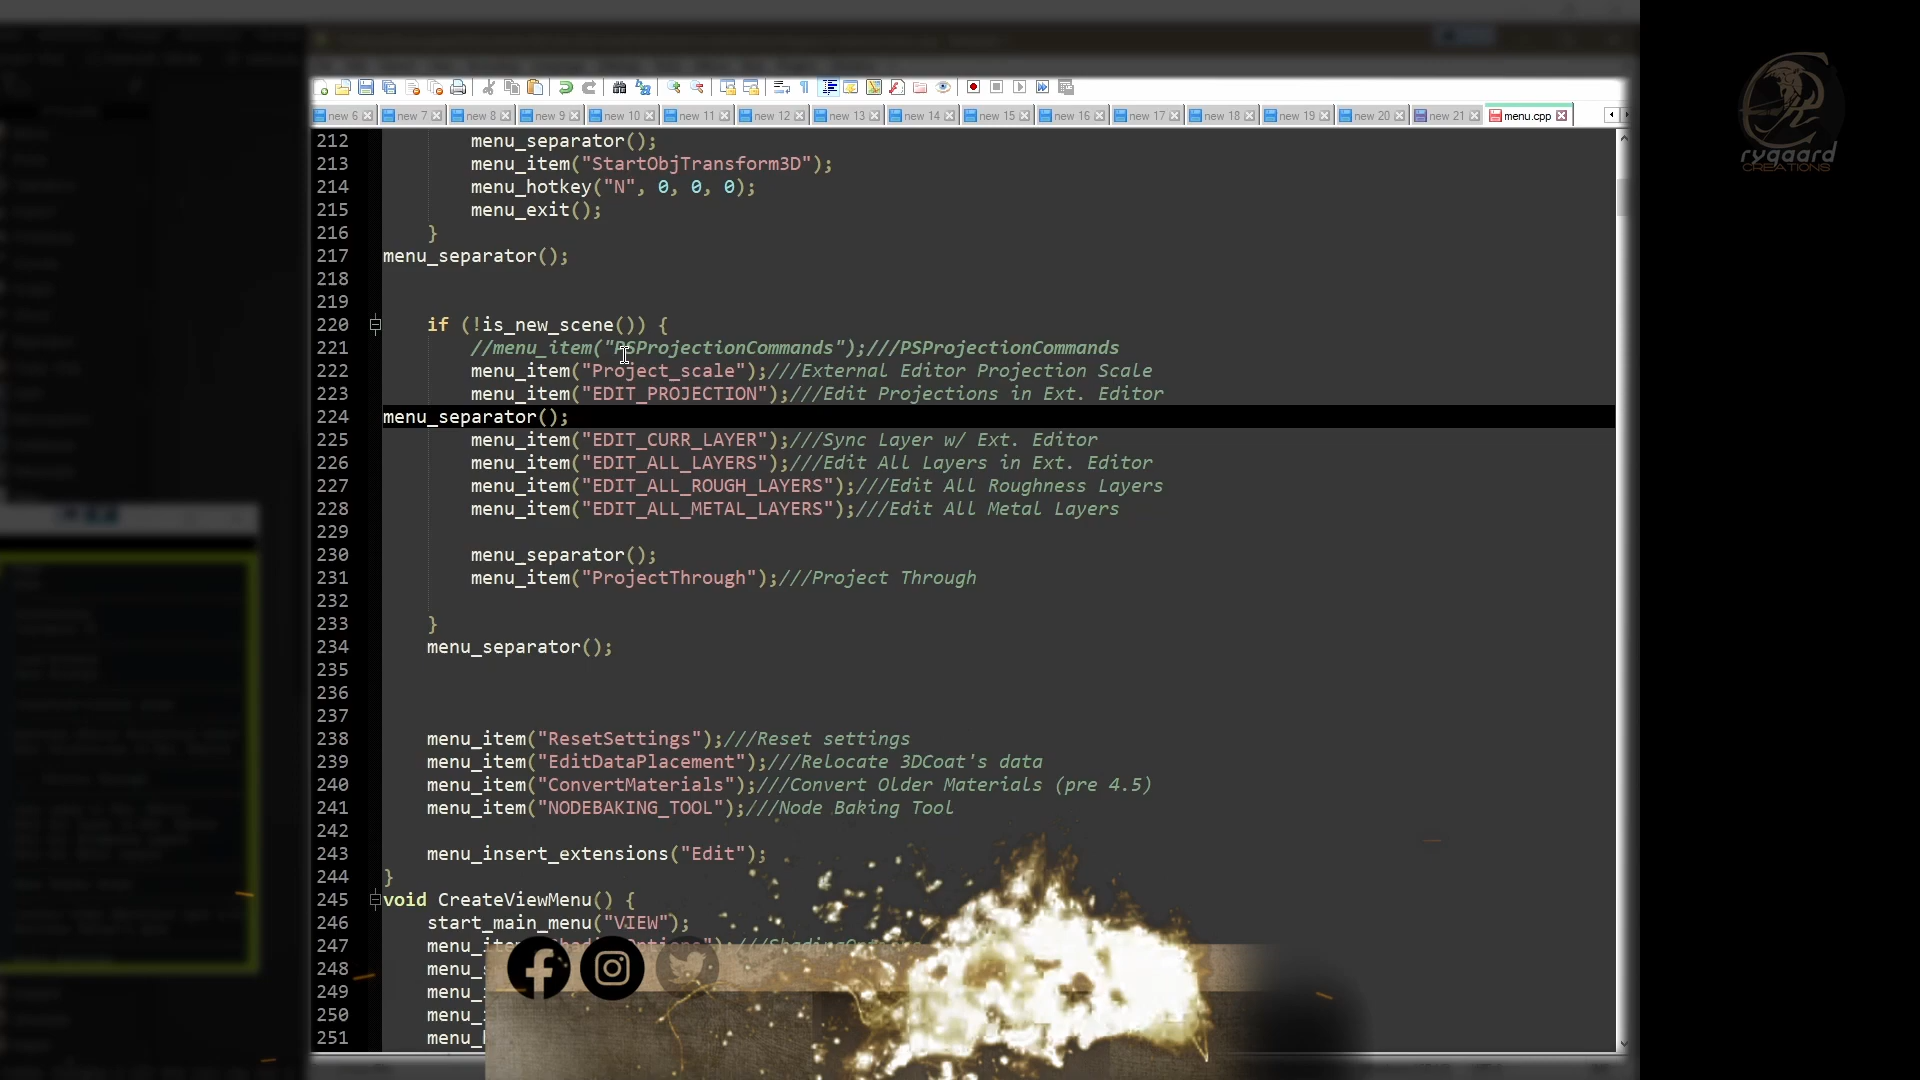 new 6 new 7 new 8 new 9 new 10 new 11 new 12 new 13 new 14 new 15 new 16 new 17 new 18 new 19 new 20 new 21 menu.cpp
rygaard
CREATIONS
212 menu_separator();
213 menu_item("StartObjTransform3D");
214 menu_hotkey("N", 0, 0, 0);
215 menu_exit();
216 }
217 menu_separator();
218
219
220 if (!is_new_scene()) {
221 //menu_item("PSProjectionCommands");///PSProjectionCommands
222 menu_item("Project_scale");///External Editor Projection Scale
223 menu_item("EDIT_PROJECTION");///Edit Projections in Ext. Editor
224 menu_separator();
225 menu_item("EDIT_CURR_LAYER");///Sync Layer w/ Ext. Editor
226 menu_item("EDIT_ALL_LAYERS");///Edit All Layers in Ext. Editor
227 menu_item("EDIT_ALL_ROUGH_LAYERS");///Edit All Roughness Layers
228 menu_item("EDIT_ALL_METAL_LAYERS");///Edit All Metal Layers
229
230 menu_separator();
231 menu_item("ProjectThrough");///Project Through
232
233 }
234 menu_separator();
235
236
237
238 menu_item("ResetSettings");///Reset settings
239 menu_item("EditDataPlacement");///Relocate 3DCoat's data
240 menu_item("ConvertMaterials");///Convert Older Materials (pre 4.5)
241 menu_item("NODEBAKING_TOOL");///Node Baking Tool
242
243 menu_insert_extensions("Edit");
244 }
245 void CreateViewMenu() {
246 start_main_menu("VIEW");
247
248
249
250
251